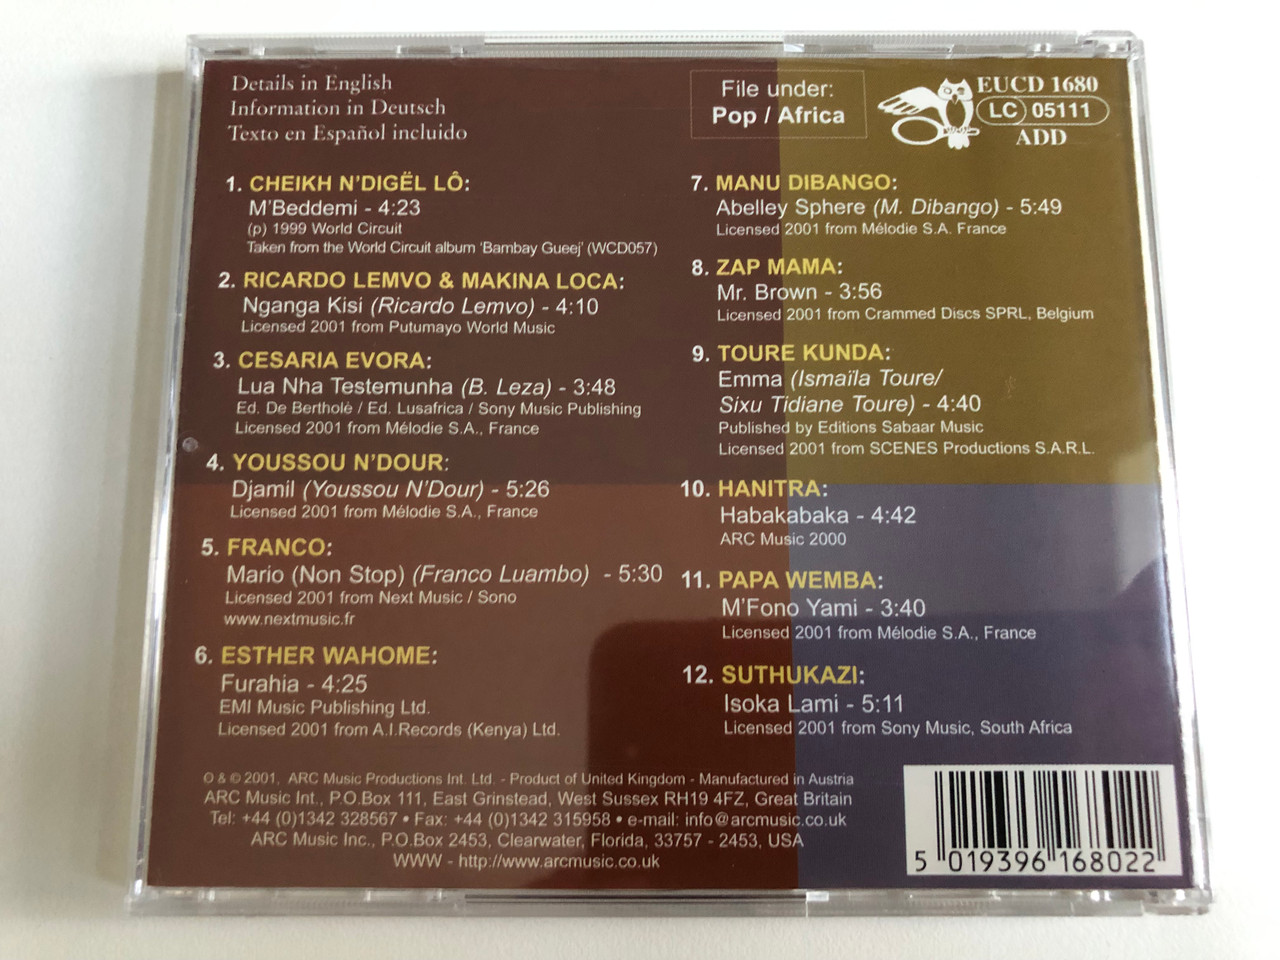 Details in English
Information in Deutsch
Texto en Español incluido
File under:
Pop / Africa
EUCD 1680
LC 05111
ADD
1. CHEIKH N'DIGËL LÔ:
M'Beddemi - 4:23
(p) 1999 World Circuit
Taken from the World Circuit album 'Bambay Gueej' (WCD057)
2. RICARDO LEMVO & MAKINA LOCA:
Nganga Kisi (Ricardo Lemvo) - 4:10
Licensed 2001 from Putumayo World Music
3. CESARIA EVORA:
Lua Nha Testemunha (B. Leza) - 3:48
Ed. De Bertholé / Ed. Lusafrica / Sony Music Publishing
Licensed 2001 from Mélodie S.A., France
4. YOUSSOU N'DOUR:
Djamil (Youssou N'Dour) - 5:26
Licensed 2001 from Mélodie S.A., France
5. FRANCO:
Mario (Non Stop) (Franco Luambo) - 5:30
Licensed 2001 from Next Music / Sono
www.nextmusic.fr
6. ESTHER WAHOME:
Furahia - 4:25
EMI Music Publishing Ltd.
Licensed 2001 from A.I.Records (Kenya) Ltd.
7. MANU DIBANGO:
Abelley Sphere (M. Dibango) - 5:49
Licensed 2001 from Mélodie S.A. France
8. ZAP MAMA:
Mr. Brown - 3:56
Licensed 2001 from Crammed Discs SPRL, Belgium
9. TOURE KUNDA:
Emma (Ismaïla Toure/
Sixu Tidiane Toure) - 4:40
Published by Editions Sabaar Music
Licensed 2001 from SCENES Productions S.A.R.L.
10. HANITRA:
Habakabaka - 4:42
ARC Music 2000
11. PAPA WEMBA:
M'Fono Yami - 3:40
Licensed 2001 from Mélodie S.A., France
12. SUTHUKAZI:
Isoka Lami - 5:11
Licensed 2001 from Sony Music, South Africa
℗ & © 2001, ARC Music Productions Int. Ltd. - Product of United Kingdom - Manufactured in Austria
ARC Music Int., P.O.Box 111, East Grinstead, West Sussex RH19 4FZ, Great Britain
Tel: +44 (0)1342 328567 • Fax: +44 (0)1342 315958 • e-mail: info@arcmusic.co.uk
ARC Music Inc., P.O.Box 2453, Clearwater, Florida, 33757 - 2453, USA
WWW - http://www.arcmusic.co.uk
5 019396 168022